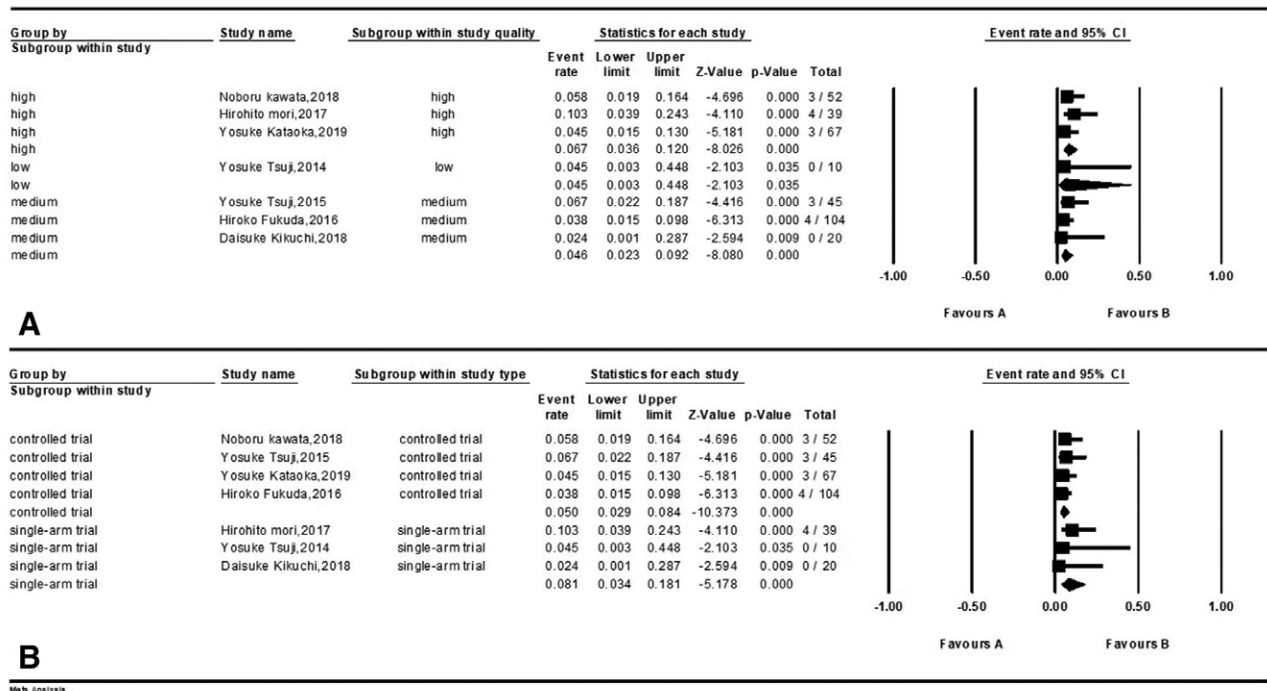 Group by Study name Subgroup within study quality Statistics for each study Event rate and 95% CI
Subgroup within study
Event Lower Upper
rate limit limit Z-Value p-Value Total
high Noboru kawata,2018 high 0.058 0.019 0.164 -4.696 0.000 3 / 52
high Hirohito mori,2017 high 0.103 0.039 0.243 -4.110 0.000 4 / 39
high Yosuke Kataoka,2019 high 0.045 0.015 0.130 -5.181 0.000 3 / 67
high 0.067 0.036 0.120 -8.026 0.000
low Yosuke Tsuji,2014 low 0.045 0.003 0.448 -2.103 0.035 0 / 10
low 0.045 0.003 0.448 -2.103 0.035
medium Yosuke Tsuji,2015 medium 0.067 0.022 0.187 -4.416 0.000 3 / 45
medium Hiroko Fukuda,2016 medium 0.038 0.015 0.098 -6.313 0.000 4 / 104
medium Daisuke Kikuchi,2018 medium 0.024 0.001 0.287 -2.594 0.009 0 / 20
medium 0.046 0.023 0.092 -8.080 0.000
-1.00 -0.50 0.00 0.50 1.00
Favours A Favours B
A
Group by Study name Subgroup within study type Statistics for each study Event rate and 95% CI
Subgroup within study
Event Lower Upper
rate limit limit Z-Value p-Value Total
controlled trial Noboru kawata,2018 controlled trial 0.058 0.019 0.164 -4.696 0.000 3 / 52
controlled trial Yosuke Tsuji,2015 controlled trial 0.067 0.022 0.187 -4.416 0.000 3 / 45
controlled trial Yosuke Kataoka,2019 controlled trial 0.045 0.015 0.130 -5.181 0.000 3 / 67
controlled trial Hiroko Fukuda,2016 controlled trial 0.038 0.015 0.098 -6.313 0.000 4 / 104
controlled trial 0.050 0.029 0.084 -10.373 0.000
single-arm trial Hirohito mori,2017 single-arm trial 0.103 0.039 0.243 -4.110 0.000 4 / 39
single-arm trial Yosuke Tsuji,2014 single-arm trial 0.045 0.003 0.448 -2.103 0.035 0 / 10
single-arm trial Daisuke Kikuchi,2018 single-arm trial 0.024 0.001 0.287 -2.594 0.009 0 / 20
single-arm trial 0.081 0.034 0.181 -5.178 0.000
-1.00 -0.50 0.00 0.50 1.00
Favours A Favours B
B
Meta Analysis